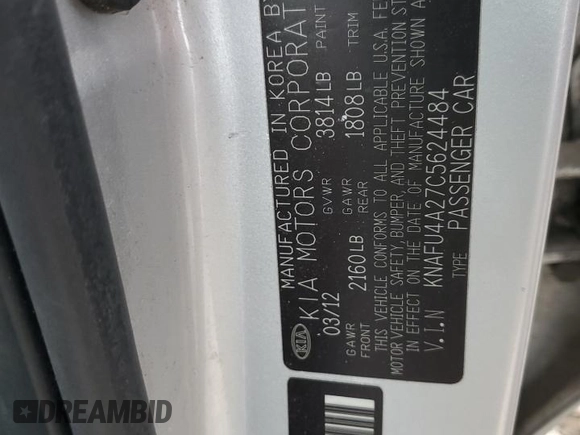 MANUFACTURED IN KOREA BY
KIA KIA MOTORS CORPORAT
03/12 GVWR 3814LB PAINT
GAWR FRONT 2160LB GAWR REAR 1808LB TRIM
THIS VEHICLE CONFORMS TO ALL APPLICABLE U.S.A. FE
MOTOR VEHICLE SAFETY, BUMPER, AND THEFT PREVENTION ST
IN EFFECT ON THE DATE OF MANUFACTURE SHOWN A
V.I.N KNAFU4A27C5624484
TYPE PASSENGER CAR
DREAMBID